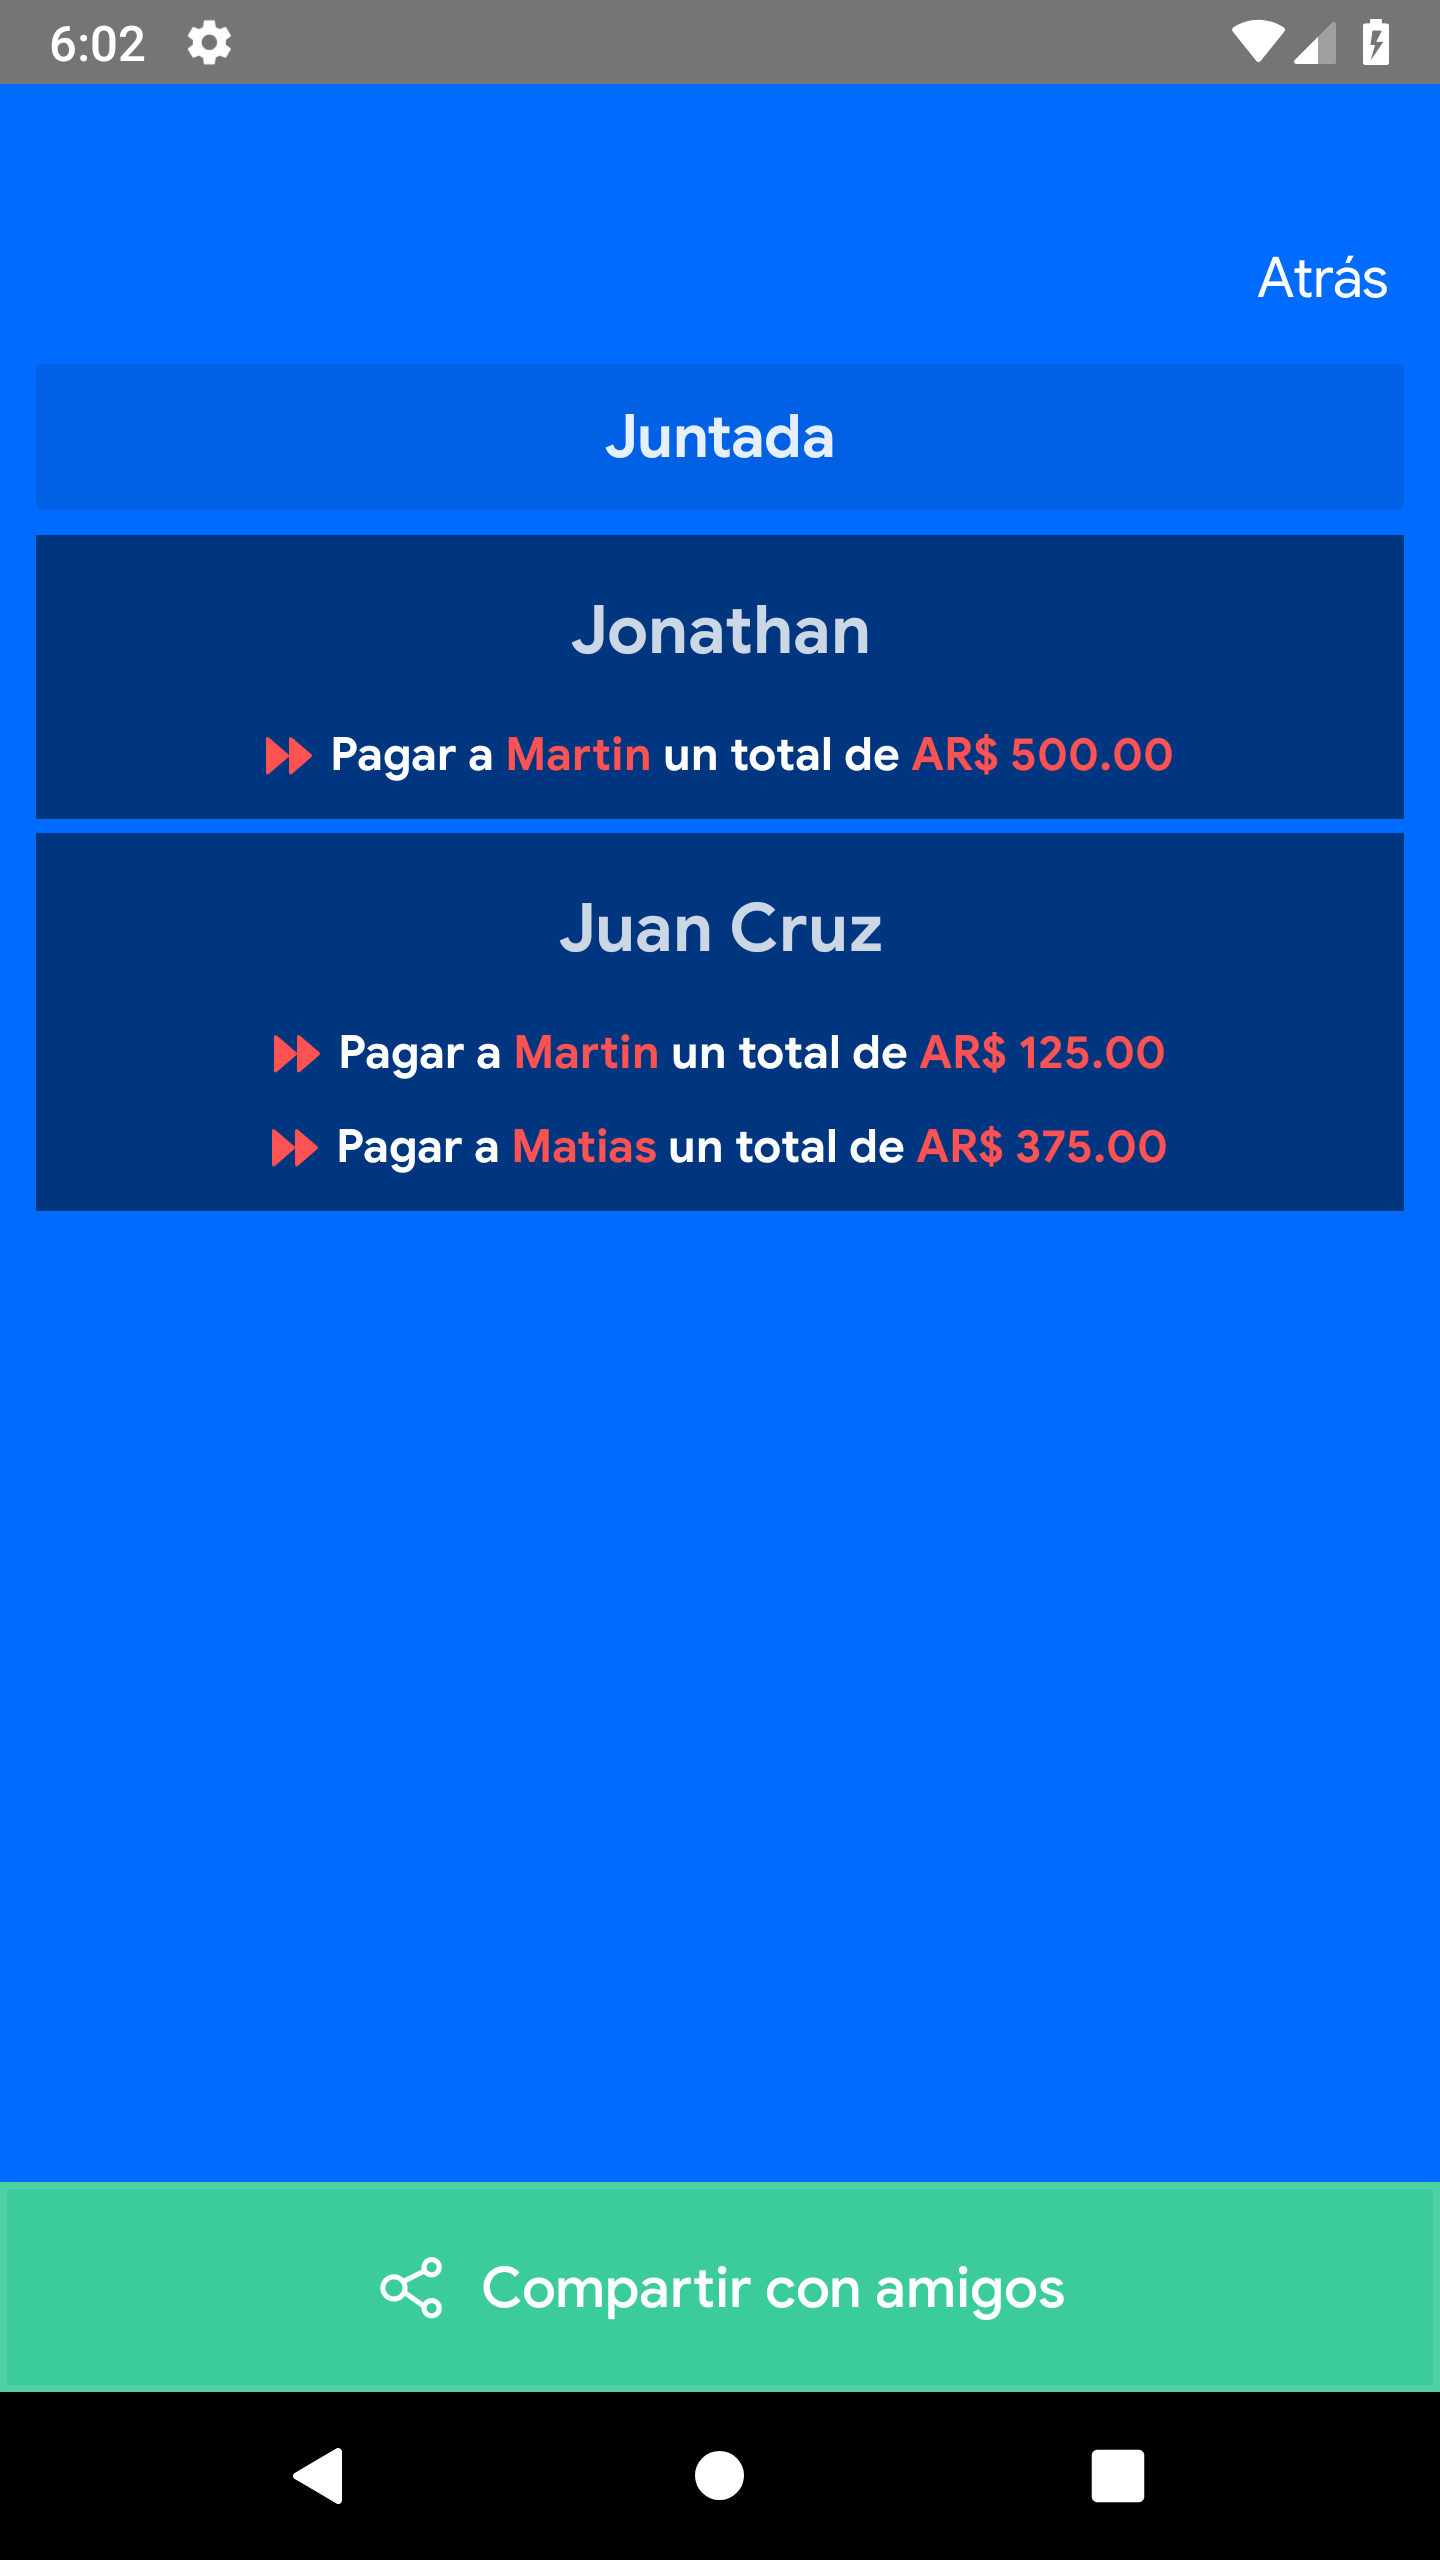 6:02
Atrás
Juntada
Jonathan
Pagar a Martin un total de AR$ 500.00
Juan Cruz
Pagar a Martin un total de AR$ 125.00
Pagar a Matias un total de AR$ 375.00
Compartir con amigos